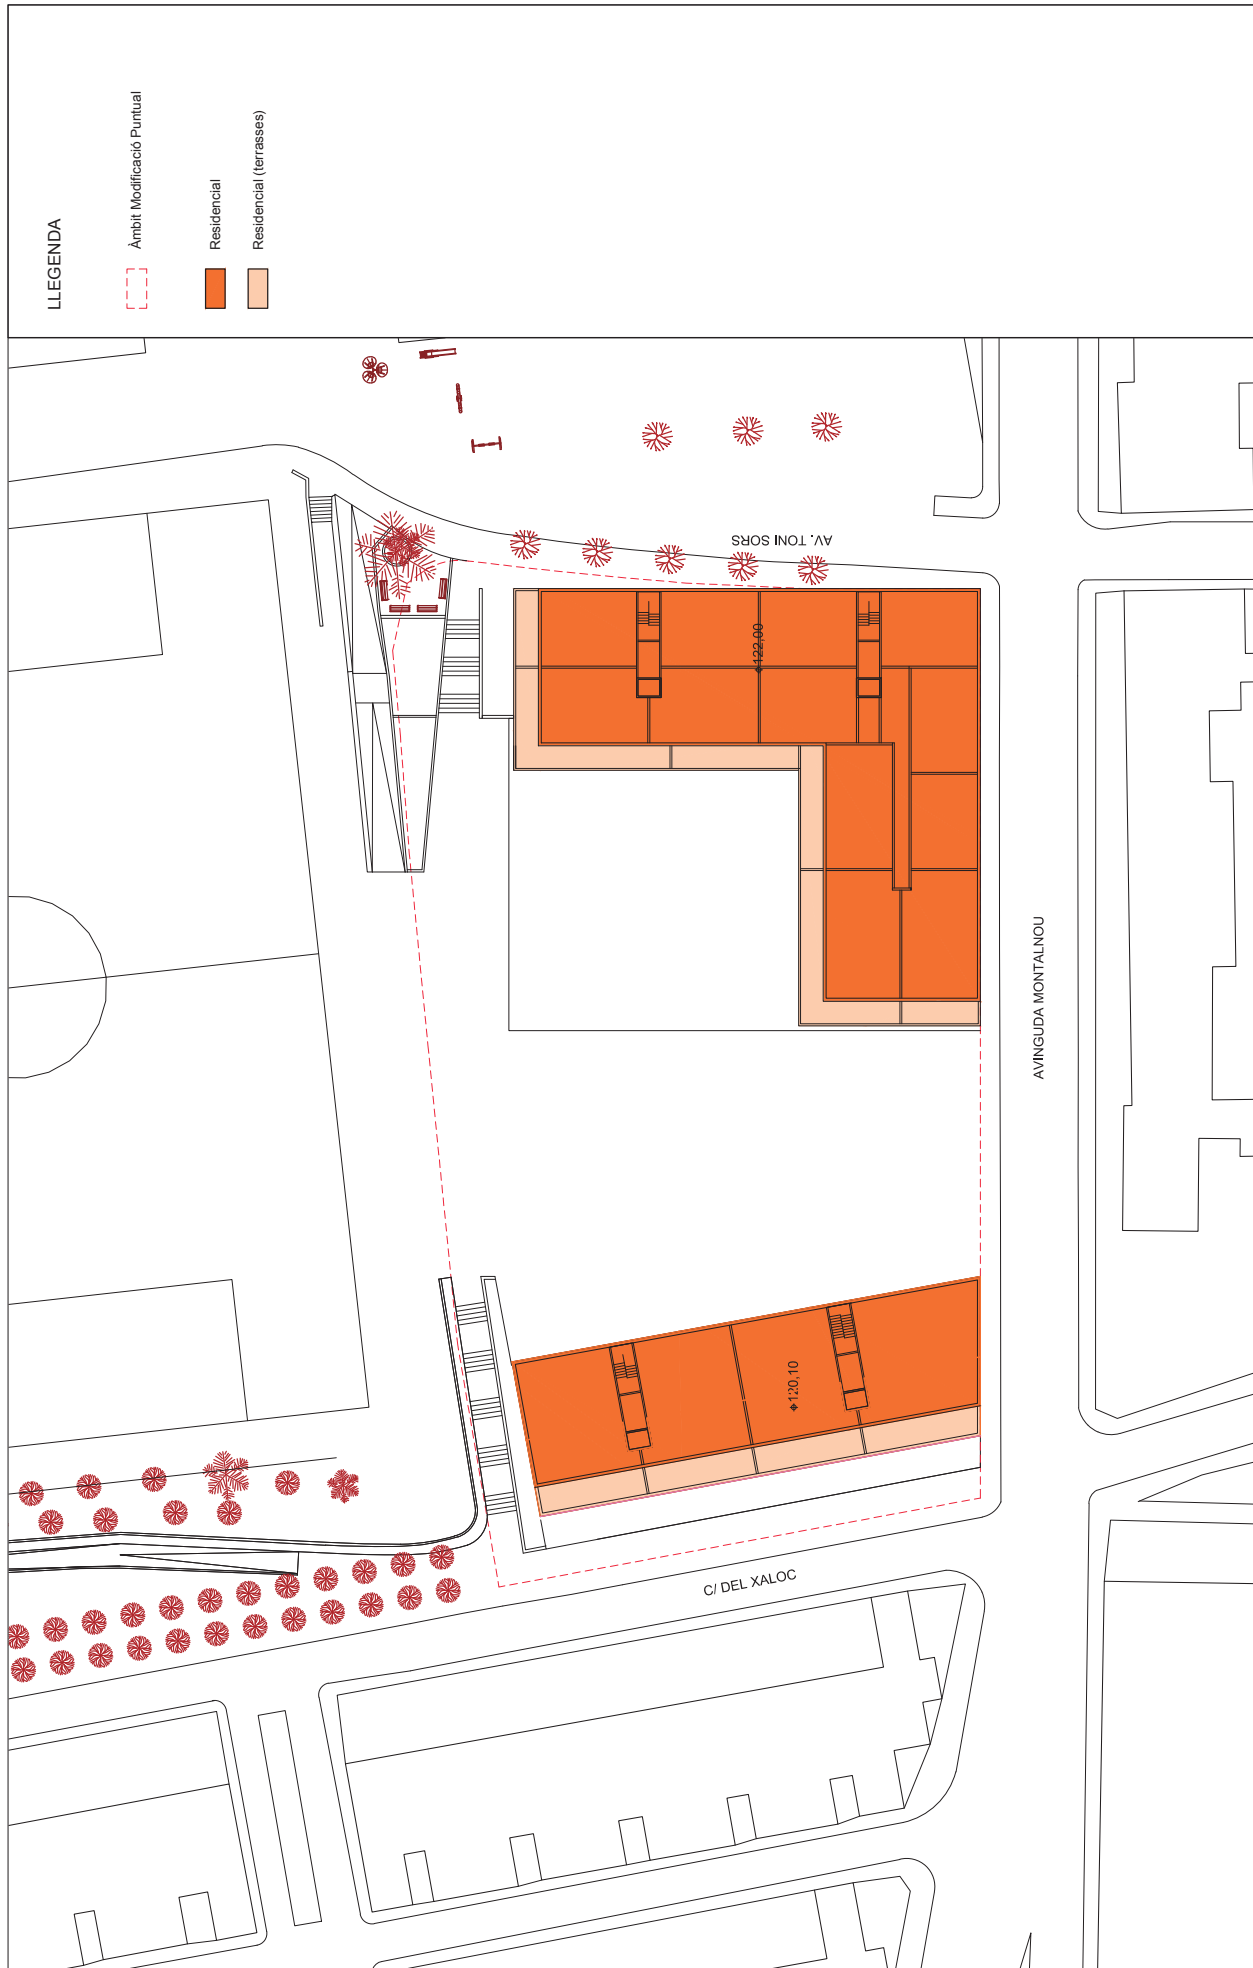 LLEGENDA
Àmbit Modificació Puntual
Residencial
Residencial (terrasses)
AV. TONI SORS
122,00
AVINGUDA MONTALNOU
120,10
C/ DEL XALOC